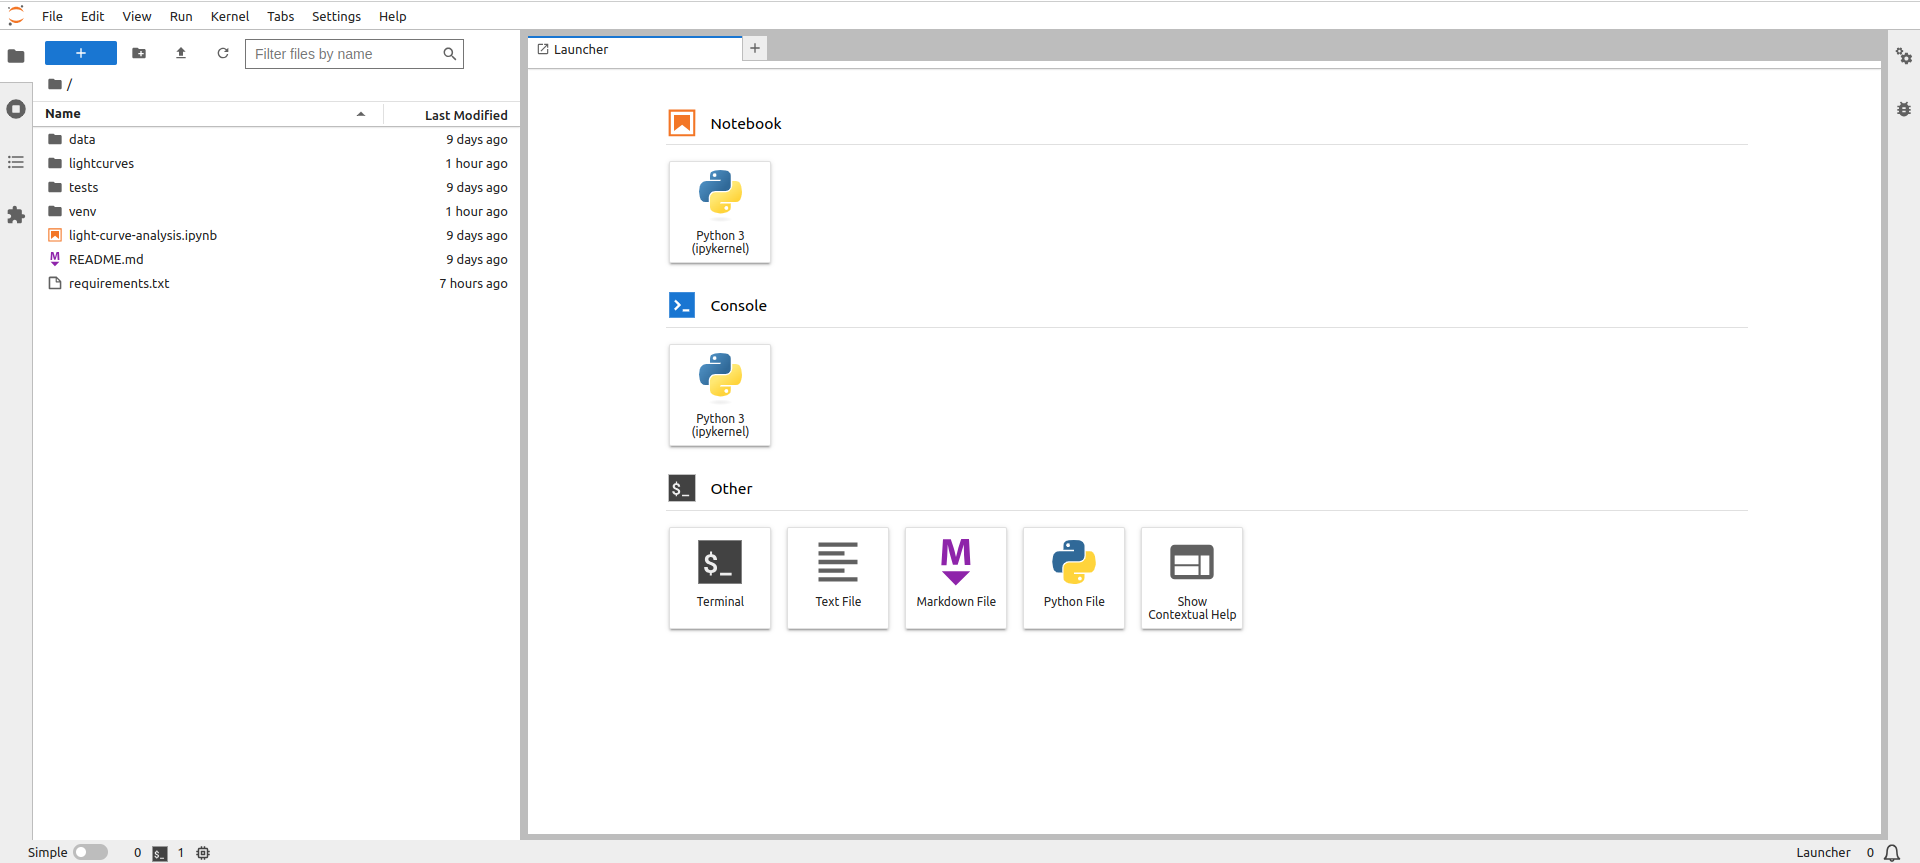 File Edit View Run Kernel Tabs Settings Help
+ Filter files by name
/
Name Last Modified
data 9 days ago
lightcurves 1 hour ago
tests 9 days ago
venv 1 hour ago
light-curve-analysis.ipynb 9 days ago
M README.md 9 days ago
requirements.txt 7 hours ago
Launcher +
Notebook
Python 3
(ipykernel)
Console
Python 3
(ipykernel)
$_ Other
$_ M
Terminal Text File Markdown File Python File Show
Contextual Help
Simple 0 $_ 1 Launcher 0